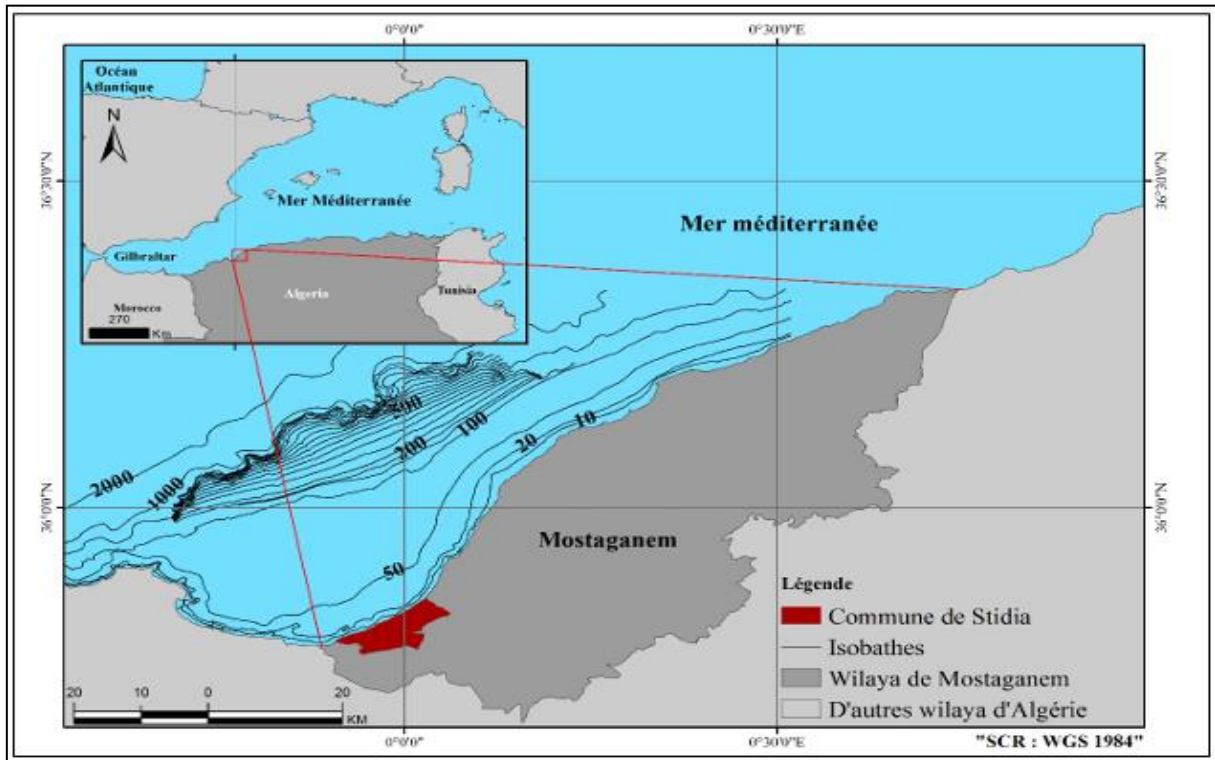 0°0'0"
0°30'0"E
Océan
Atlantique
N
Mer Méditerranée
Gilbraltar
Algeria
Tunisia
Morocco
270
Km
36°30'0"N
36°30'0"N
Mer méditerranée
2000
1000
500
200
100
20
10
50
36°0'0"N
36°0'0"N
Mostaganem
Légende
Commune de Stidia
Isobathes
Wilaya de Mostaganem
D'autres wilaya d'Algérie
20 10 0 20
KM
0°0'0"
0°30'0"E
"SCR : WGS 1984"